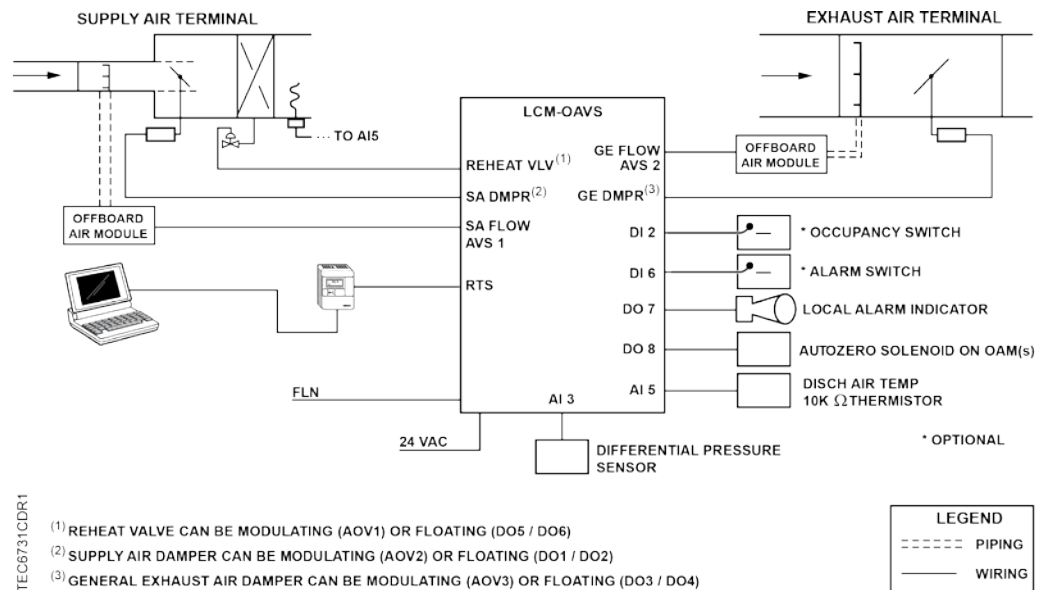 SUPPLY AIR TERMINAL
EXHAUST AIR TERMINAL
··· TO AI5
LCM-OAVS
REHEAT VLV(1)
SA DMPR(2)
SA FLOW
AVS 1
RTS
GE FLOW
AVS 2
GE DMPR(3)
DI 2
DI 6
DO 7
DO 8
AI 5
AI 3
OFFBOARD
AIR MODULE
OFFBOARD
AIR MODULE
* OCCUPANCY SWITCH
* ALARM SWITCH
LOCAL ALARM INDICATOR
AUTOZERO SOLENOID ON OAM(s)
DISCH AIR TEMP
10K Ω THERMISTOR
FLN
24 VAC
DIFFERENTIAL PRESSURE
SENSOR
* OPTIONAL
TEC6731CDR1
(1) REHEAT VALVE CAN BE MODULATING (AOV1) OR FLOATING (DO5 / DO6)
(2) SUPPLY AIR DAMPER CAN BE MODULATING (AOV2) OR FLOATING (DO1 / DO2)
(3) GENERAL EXHAUST AIR DAMPER CAN BE MODULATING (AOV3) OR FLOATING (DO3 / DO4)
LEGEND
PIPING
WIRING